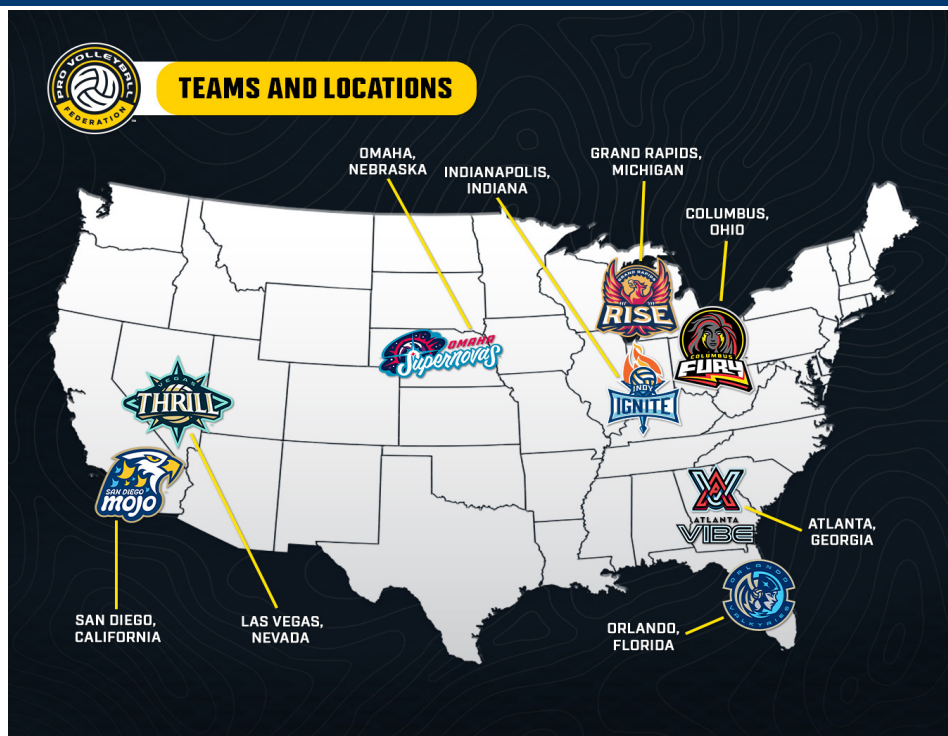 PRO VOLLEYBALL
FEDERATION
TEAMS AND LOCATIONS
OMAHA,
NEBRASKA
INDIANAPOLIS,
INDIANA
GRAND RAPIDS,
MICHIGAN
COLUMBUS,
OHIO
GRAND RAPIDS
RISE
OMAHA
Supernovas
COLUMBUS
FURY
VEGAS
THRILL
INDY
IGNITE
SAN DIEGO
mojo
ATLANTA
VIBE
ATLANTA,
GEORGIA
ORLANDO
VALKYRIES
SAN DIEGO,
CALIFORNIA
LAS VEGAS,
NEVADA
ORLANDO,
FLORIDA